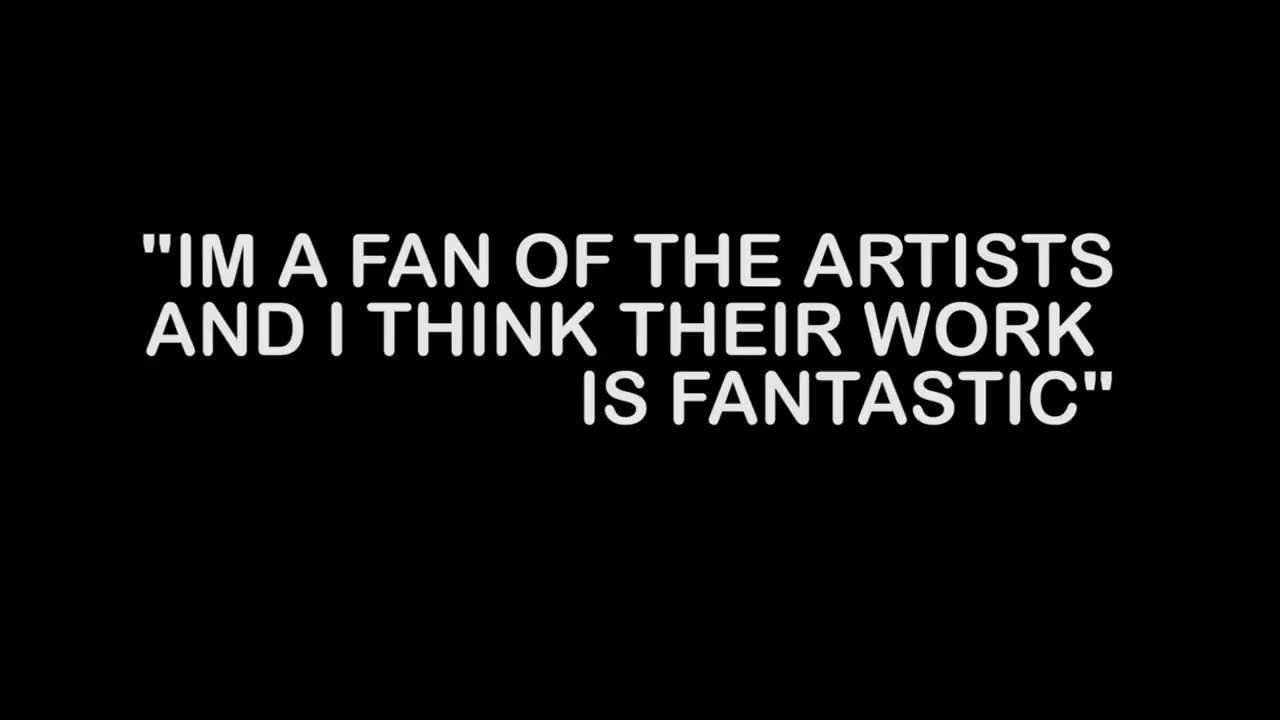 "IM A FAN OF THE ARTISTS
AND I THINK THEIR WORK
IS FANTASTIC"